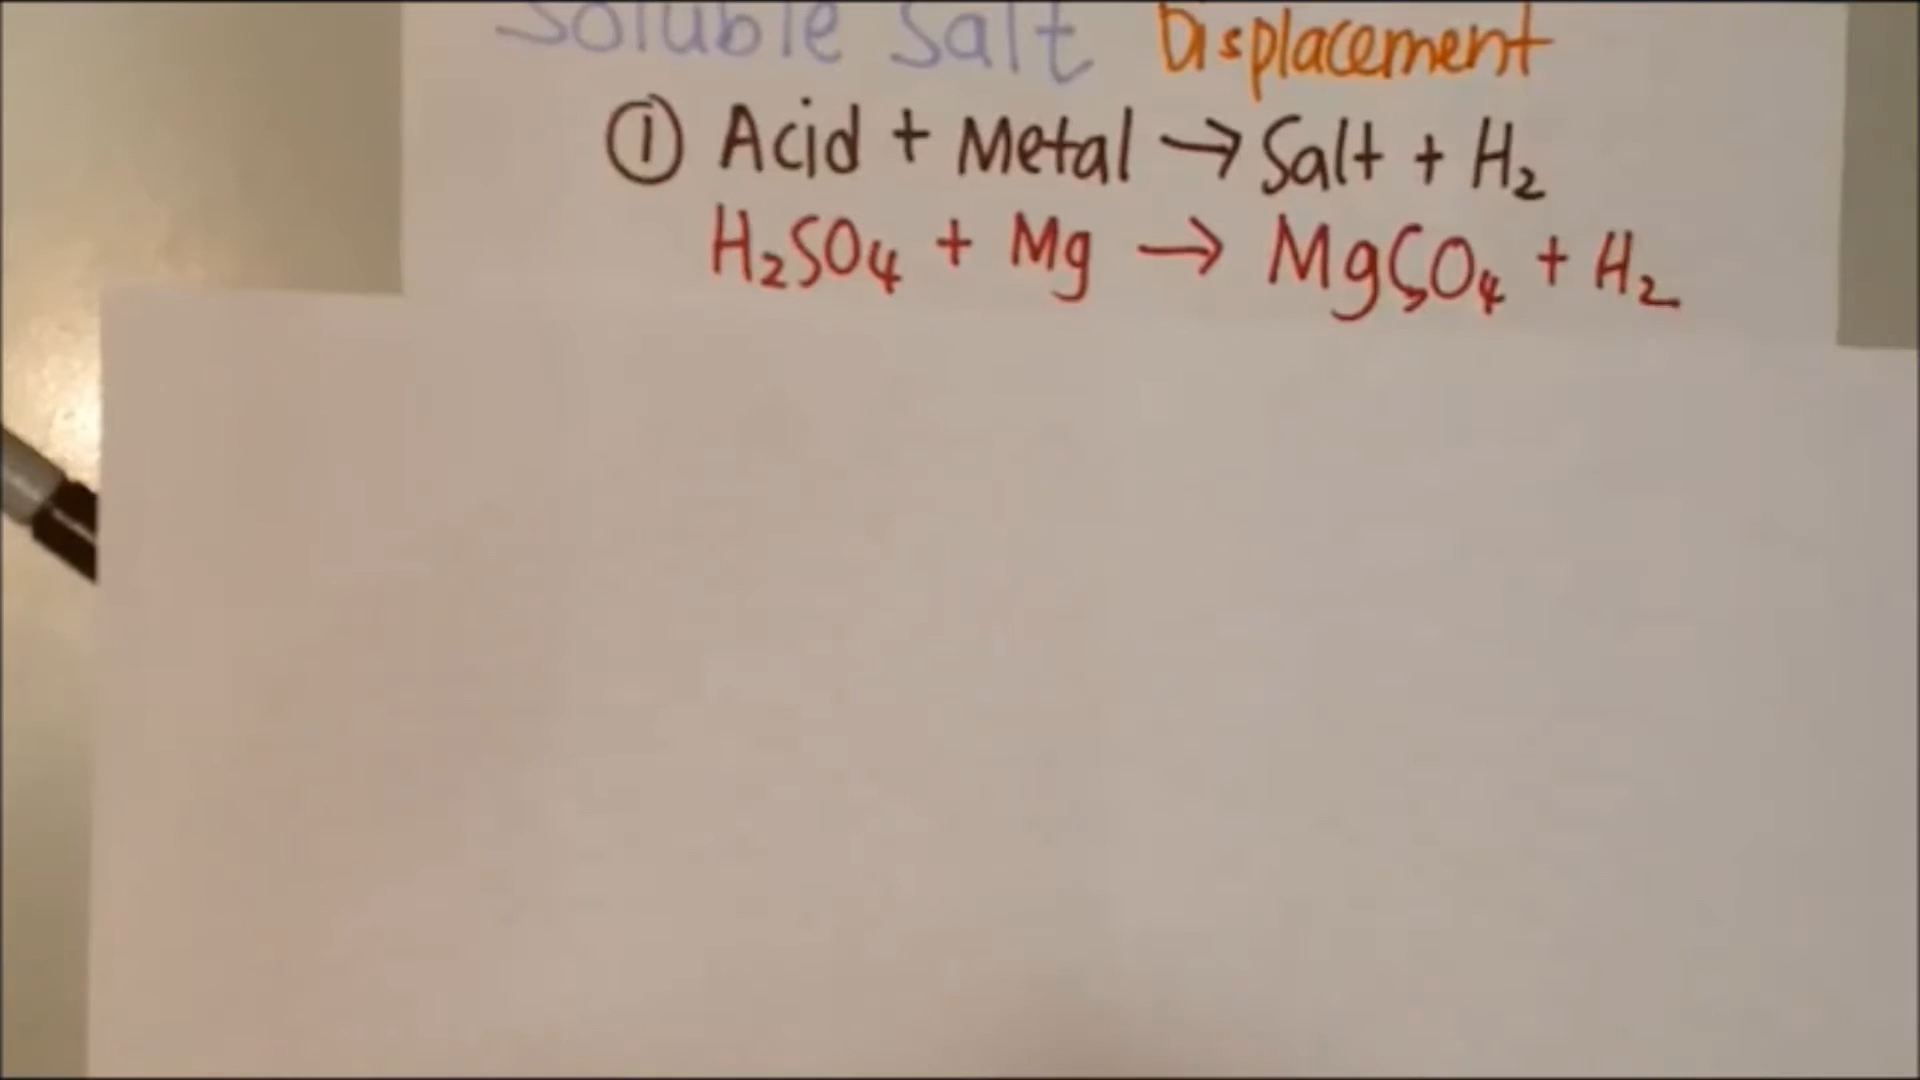 Soluble Salt Displacement
① Acid + Metal → Salt + H₂
H₂SO₄ + Mg → MgSO₄ + H₂